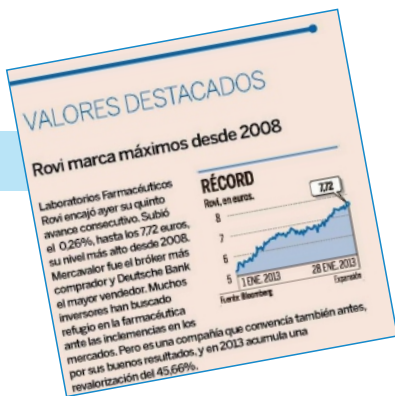 VALORES DESTACADOS
Rovi marca máximos desde 2008
Laboratorios Farmacéuticos
Rovi encajó ayer su quinto
avance consecutivo. Subió
el 0,26%, hasta los 7,72 euros,
su nivel más alto desde 2008.
Mercavalor fue el bróker más
comprador y Deutsche Bank
el mayor vendedor. Muchos
inversores han buscado
refugio en la farmacéutica
ante las inclemencias en los
mercados. Pero es una compañía que convencía también antes,
por sus buenos resultados, y en 2013 acumula una
revalorización del 45,66%.
RÉCORD
Rovi, en euros.
7,72
8
7
6
5
1 ENE. 2013
28 ENE. 2013
Fuente: Bloomberg
Expansión